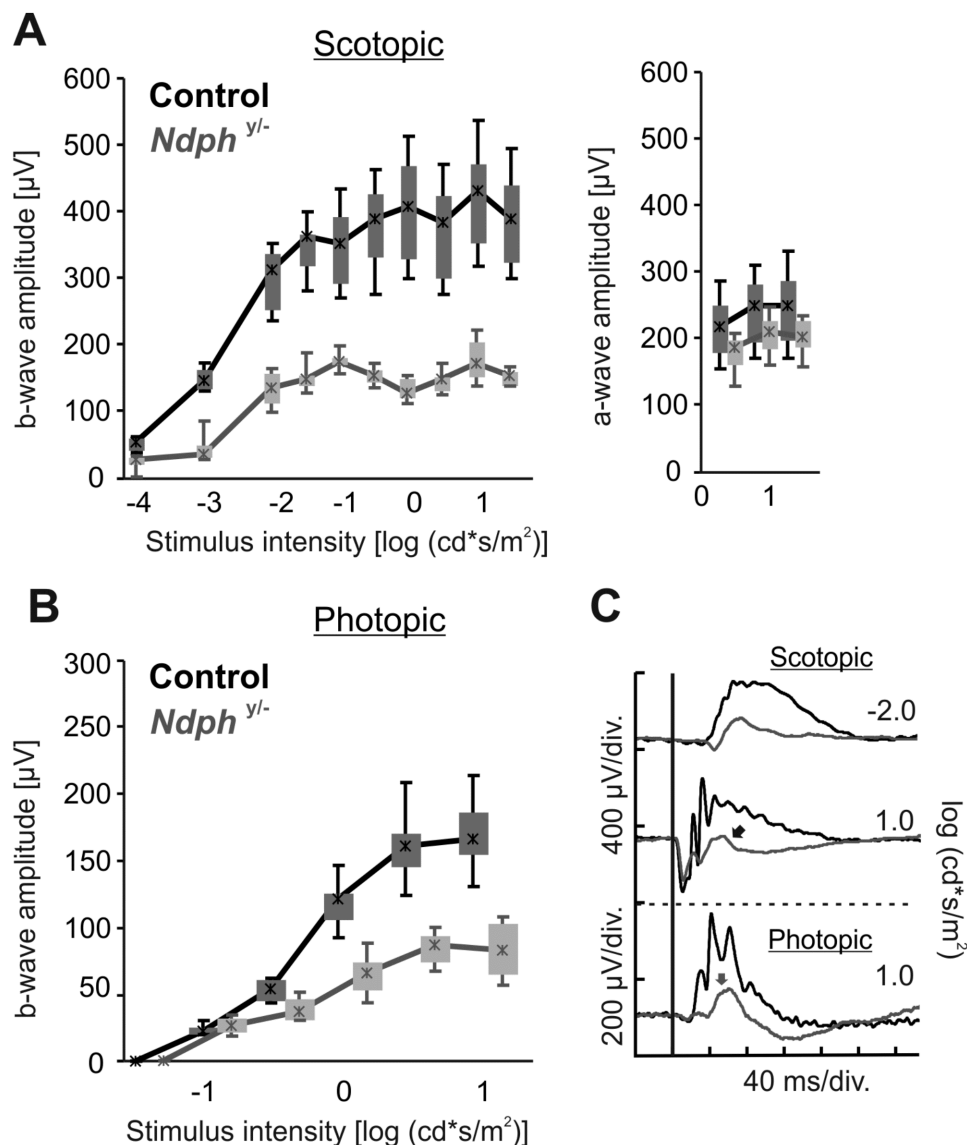 A
Scotopic
Control
Ndph y/-
b-wave amplitude [µV]
600
500
400
300
200
100
0
-4 -3 -2 -1 0 1
Stimulus intensity [log (cd*s/m²)]
a-wave amplitude [µV]
600
500
400
300
200
100
0
0 1
B
Photopic
Control
Ndph y/-
b-wave amplitude [µV]
300
250
200
150
100
50
0
-1 0 1
Stimulus intensity [log (cd*s/m²)]
C
Scotopic
-2.0
400 µV/div.
1.0
log (cd*s/m²)
Photopic
1.0
200 µV/div.
40 ms/div.